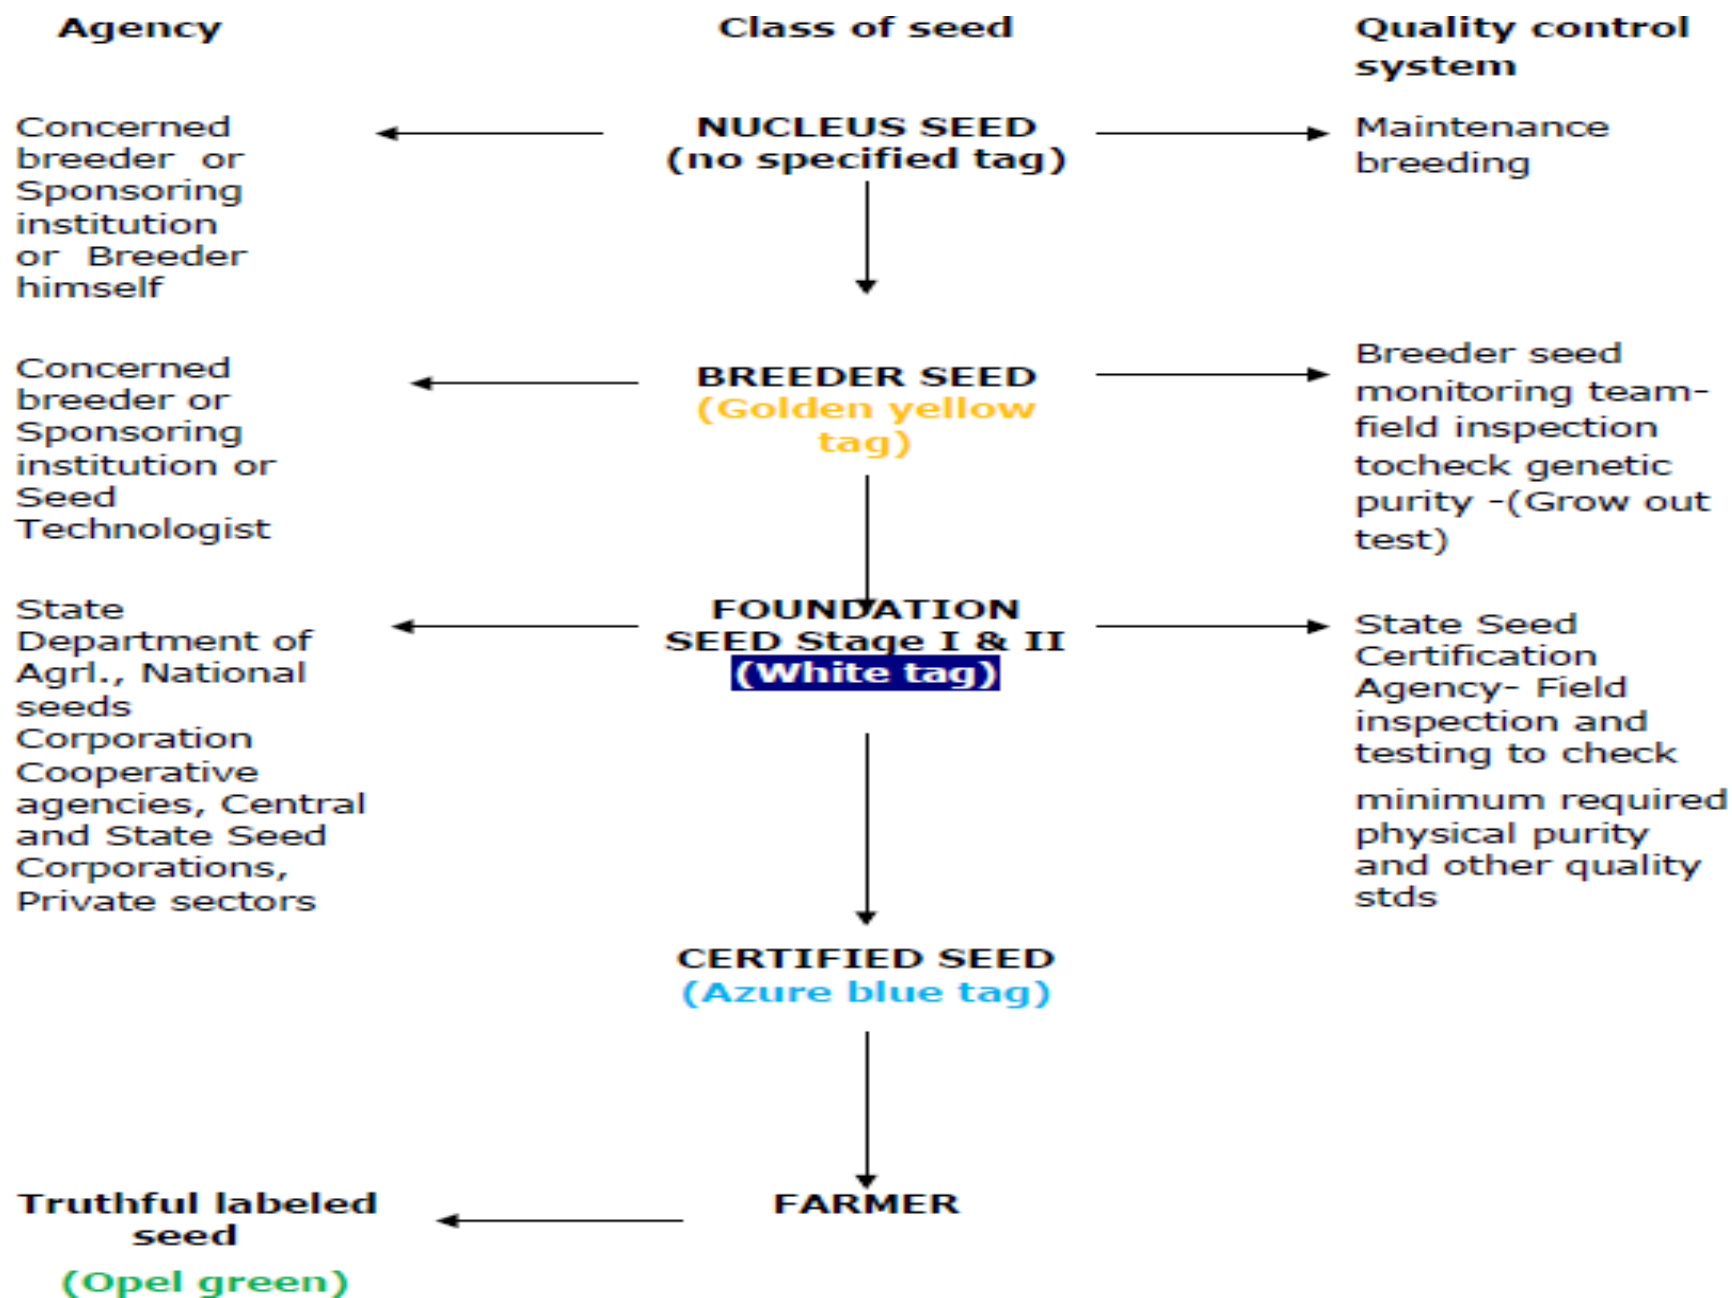 Agency
Class of seed
Quality control
system
Concerned
breeder or
Sponsoring
institution
or Breeder
himself
NUCLEUS SEED
(no specified tag)
Maintenance
breeding
Concerned
breeder or
Sponsoring
institution or
Seed
Technologist
BREEDER SEED
(Golden yellow
tag)
Breeder seed
monitoring team-
field inspection
tocheck genetic
purity -(Grow out
test)
State
Department of
Agrl., National
seeds
Corporation
Cooperative
agencies, Central
and State Seed
Corporations,
Private sectors
FOUNDATION
SEED Stage I & II
(White tag)
State Seed
Certification
Agency- Field
inspection and
testing to check
minimum required
physical purity
and other quality
stds
CERTIFIED SEED
(Azure blue tag)
Truthful labeled
seed
(Opel green)
FARMER